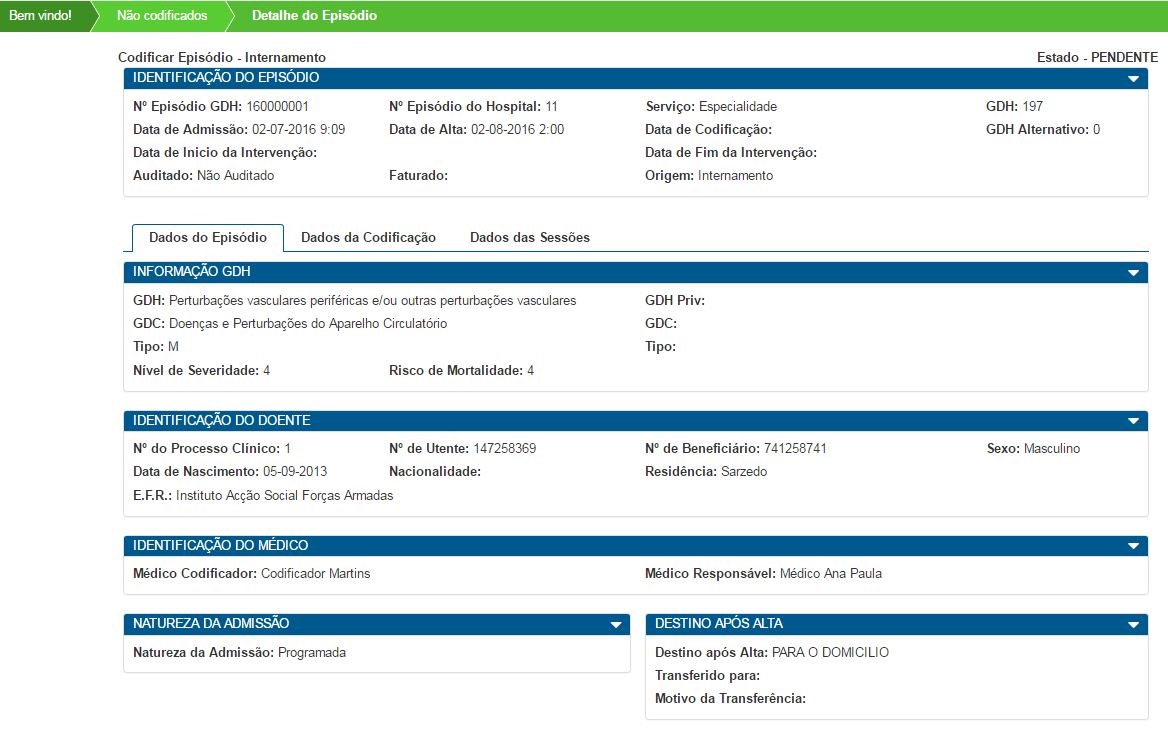 Bem vindo! Não codificados Detalhe do Episódio
Codificar Episódio - Internamento Estado - PENDENTE
IDENTIFICAÇÃO DO EPISÓDIO
Nº Episódio GDH: 160000001 Nº Episódio do Hospital: 11 Serviço: Especialidade GDH: 197
Data de Admissão: 02-07-2016 9:09 Data de Alta: 02-08-2016 2:00 Data de Codificação: GDH Alternativo: 0
Data de Inicio da Intervenção: Data de Fim da Intervenção:
Auditado: Não Auditado Faturado: Origem: Internamento
Dados do Episódio Dados da Codificação Dados das Sessões
INFORMAÇÃO GDH
GDH: Perturbações vasculares periféricas e/ou outras perturbações vasculares GDH Priv:
GDC: Doenças e Perturbações do Aparelho Circulatório GDC:
Tipo: M Tipo:
Nível de Severidade: 4 Risco de Mortalidade: 4
IDENTIFICAÇÃO DO DOENTE
Nº do Processo Clínico: 1 Nº de Utente: 147258369 Nº de Beneficiário: 741258741 Sexo: Masculino
Data de Nascimento: 05-09-2013 Nacionalidade: Residência: Sarzedo
E.F.R.: Instituto Acção Social Forças Armadas
IDENTIFICAÇÃO DO MÉDICO
Médico Codificador: Codificador Martins Médico Responsável: Médico Ana Paula
NATUREZA DA ADMISSÃO DESTINO APÓS ALTA
Natureza da Admissão: Programada Destino após Alta: PARA O DOMICILIO
Transferido para:
Motivo da Transferência: